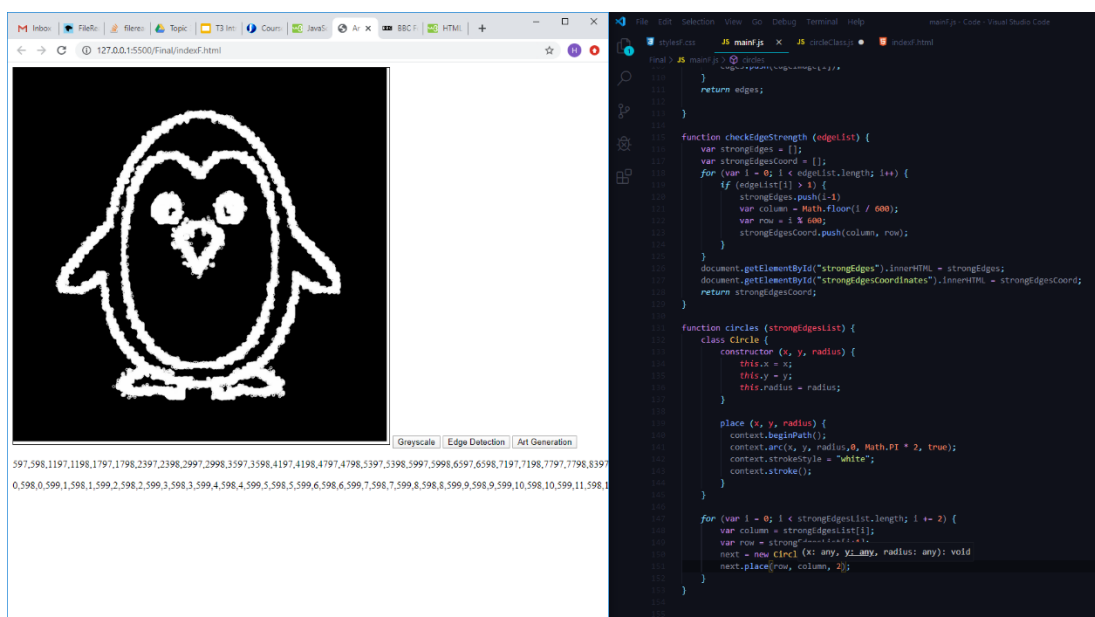 Inbox FileRe filerea Topic T3 Int Cours JavaS Ar BBC HTML
127.0.0.1:5500/Final/indexF.html
H
Greyscale Edge Detection Art Generation
597,598,1197,1198,1797,1798,2397,2398,2997,2998,3597,3598,4197,4198,4797,4798,5397,5398,5997,5998,6597,6598,7197,7198,7797,7798,8397
0,598,0,599,1,598,1,599,2,598,2,599,3,598,3,599,4,598,4,599,5,598,5,599,6,598,6,599,7,598,7,599,8,598,8,599,9,598,9,599,10,598,10,599,11,598,1
File Edit Selection View Go Debug Terminal Help mainF.js - Code - Visual Studio Code
stylesF.css JS mainF.js JS circleClass.js indexF.html
Final > JS mainF.js > circles
edges.push(edgeImage[i]);
110 }
111 return edges;
112
113 }
114
115 function checkEdgeStrength (edgeList) {
116 var strongEdges = [];
117 var strongEdgesCoord = [];
118 for (var i = 0; i < edgeList.length; i++) {
119 if (edgeList[i] > 1) {
120 strongEdges.push(i-1)
121 var column = Math.floor(i / 600);
122 var row = i % 600;
123 strongEdgesCoord.push(column, row);
124 }
125 }
126 document.getElementById("strongEdges").innerHTML = strongEdges;
127 document.getElementById("strongEdgesCoordinates").innerHTML = strongEdgesCoord;
128 return strongEdgesCoord;
129 }
130
131 function circles (strongEdgesList) {
132 class Circle {
133 constructor (x, y, radius) {
134 this.x = x;
135 this.y = y;
136 this.radius = radius;
137 }
138
139 place (x, y, radius) {
140 context.beginPath();
141 context.arc(x, y, radius,0, Math.PI * 2, true);
142 context.strokeStyle = "white";
143 context.stroke();
144 }
145 }
146
147 for (var i = 0; i < strongEdgesList.length; i += 2) {
148 var column = strongEdgesList[i];
149 var row = strongEdgesList[i+1];
150 next = new Circl (x: any, y: any, radius: any): void
151 next.place(row, column, 2);
152 }
153 }
154
155